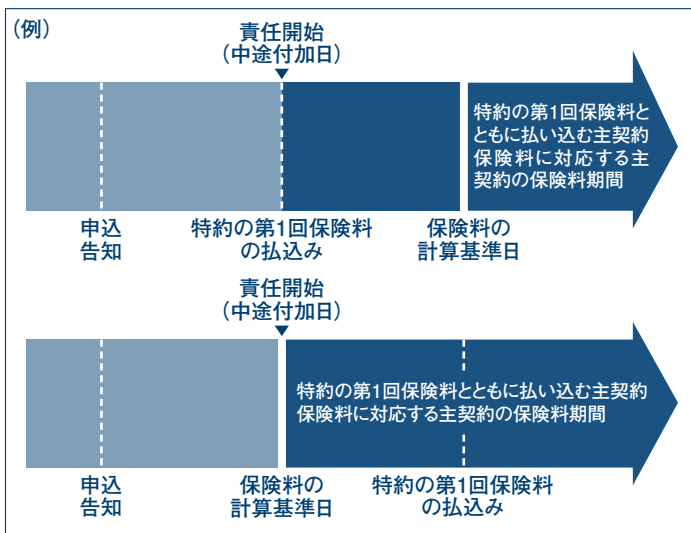 （例）
責任開始
（中途付加日）
特約の第1回保険料と
ともに払い込む主契約
保険料に対応する主
契約の保険料期間
申込
告知
特約の第1回保険料
の払込み
保険料の
計算基準日
責任開始
（中途付加日）
特約の第1回保険料とともに払い込む主契約
保険料に対応する主契約の保険料期間
申込
告知
保険料の
計算基準日
特約の第1回保険料
の払込み